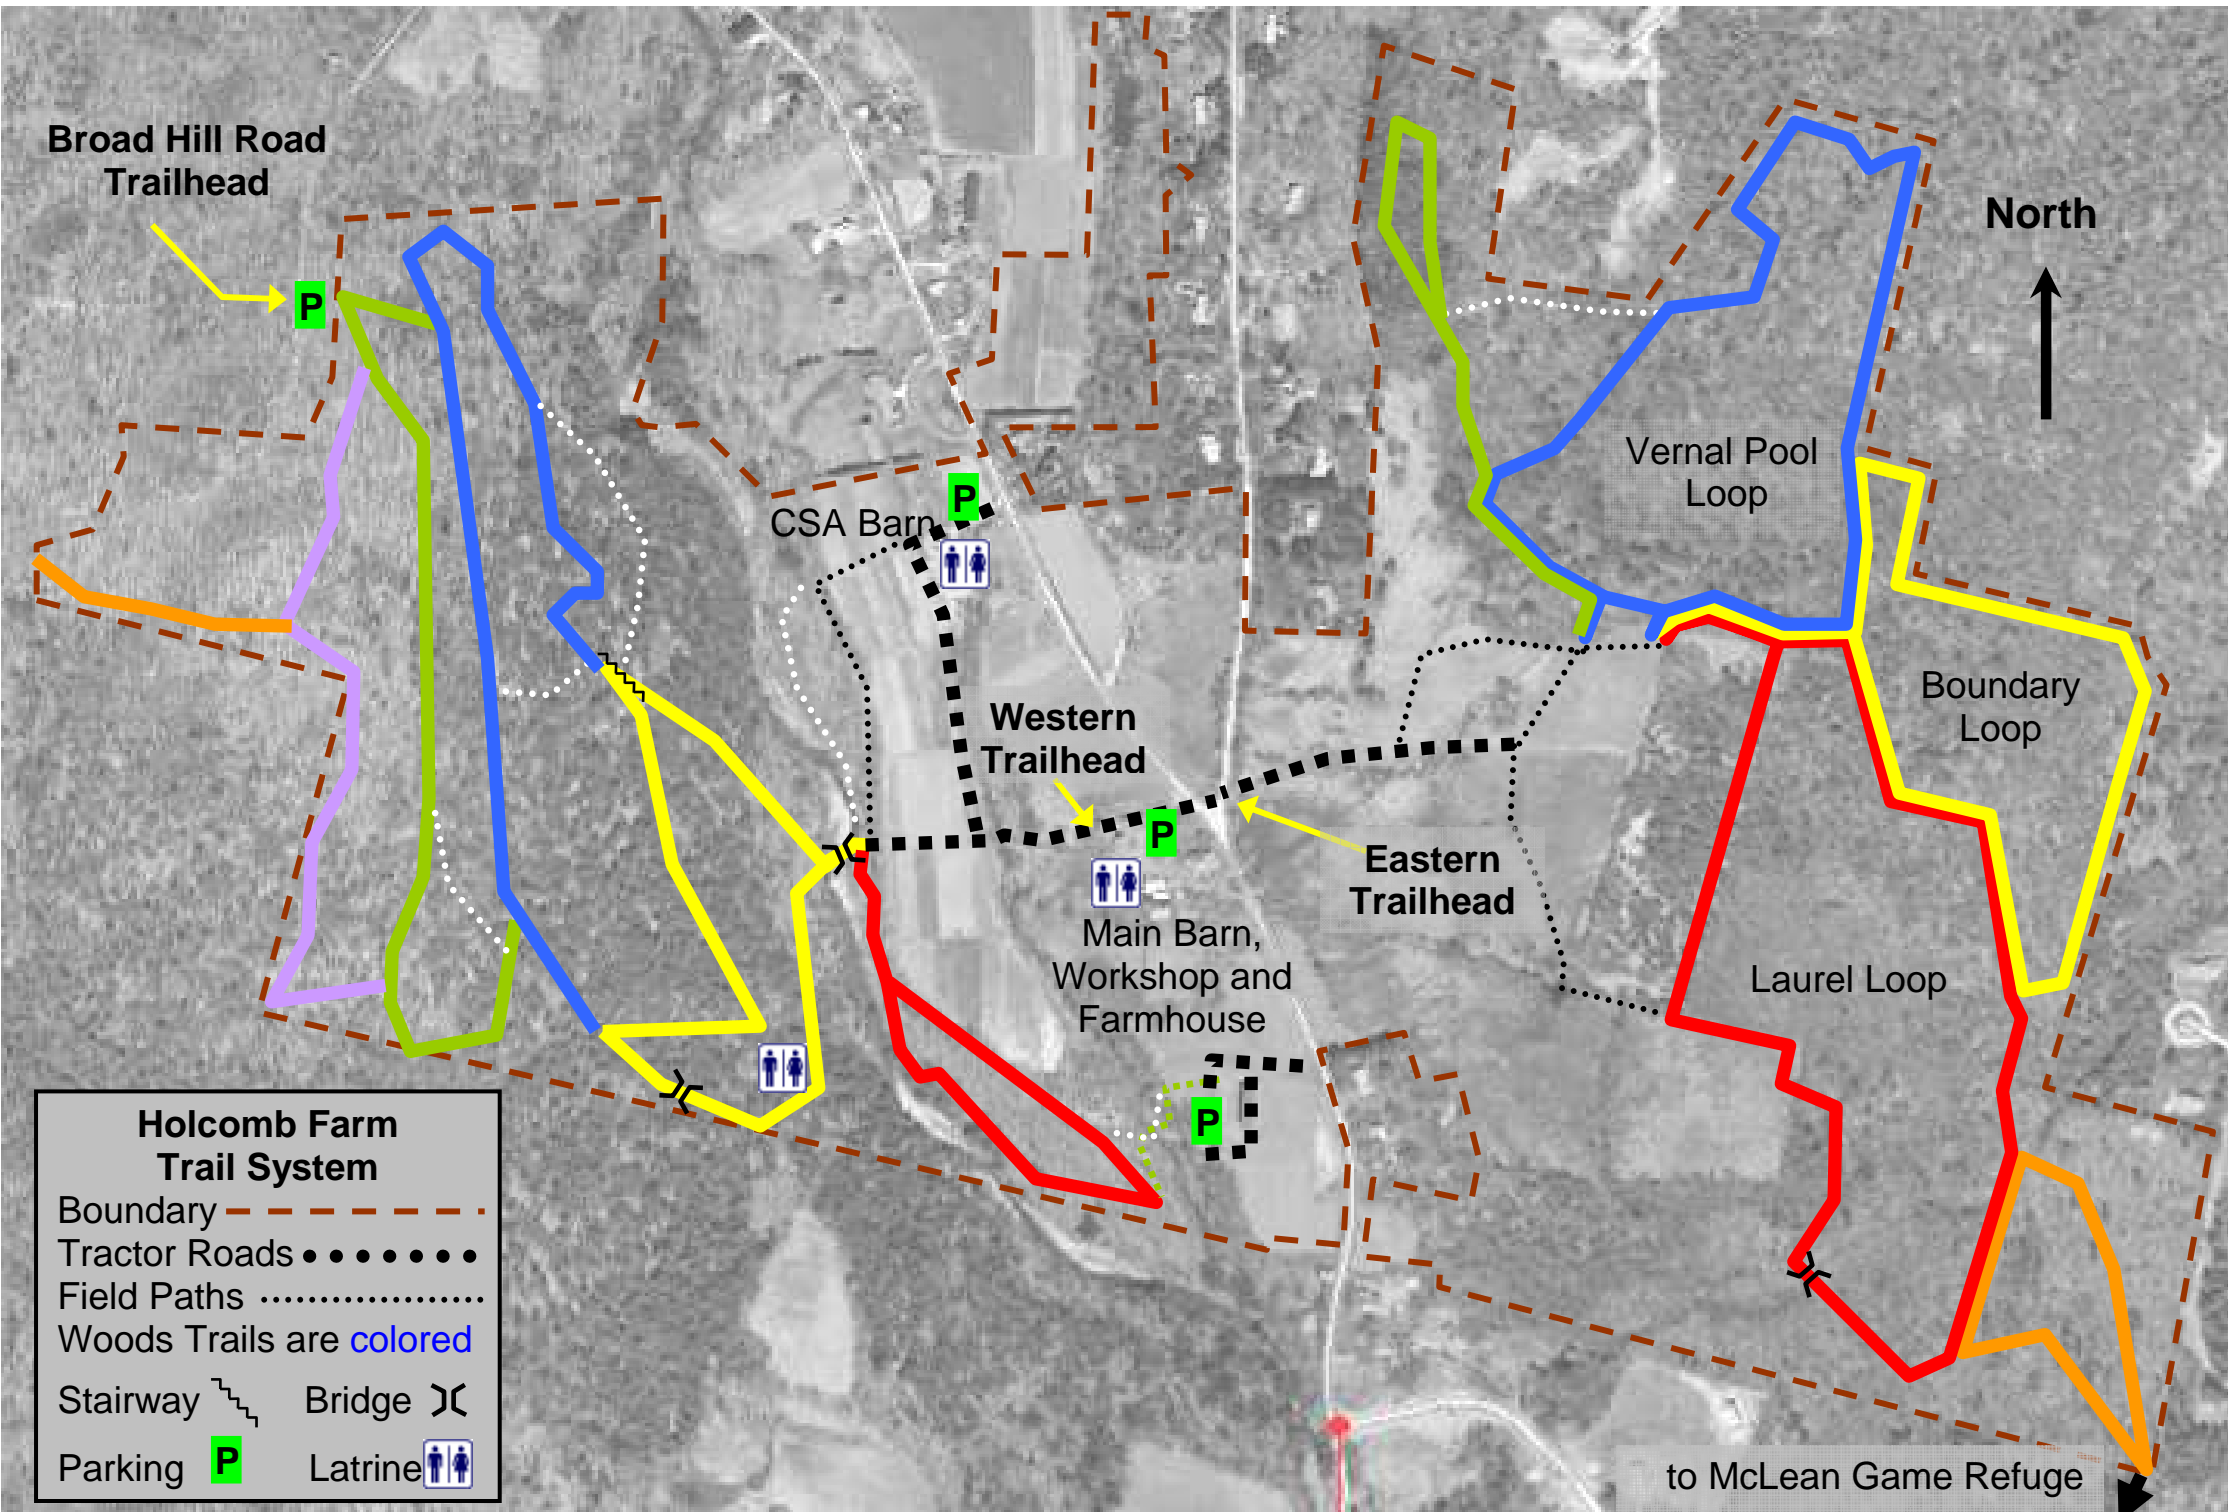 Broad Hill Road
Trailhead
P
North
Vernal Pool
Loop
P
CSA Barn
Western
Trailhead
Boundary
Loop
P
Eastern
Trailhead
Main Barn,
Workshop and
Farmhouse
Laurel Loop
P
Holcomb Farm
Trail System
Boundary
Tractor Roads
Field Paths
Woods Trails are colored
Stairway Bridge
Parking P Latrine
to McLean Game Refuge